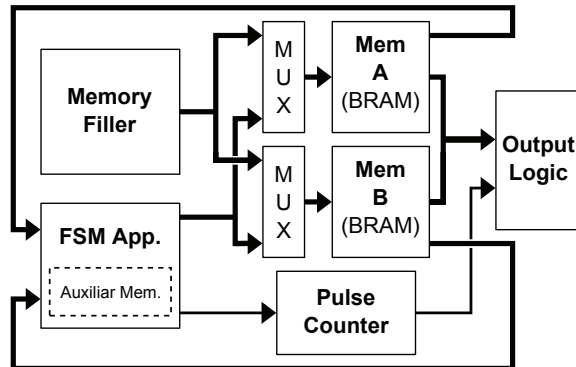 Memory
Filler
M
U
X
Mem
A
(BRAM)
M
U
X
Mem
B
(BRAM)
Output
Logic
FSM App.
Auxiliar Mem.
Pulse
Counter